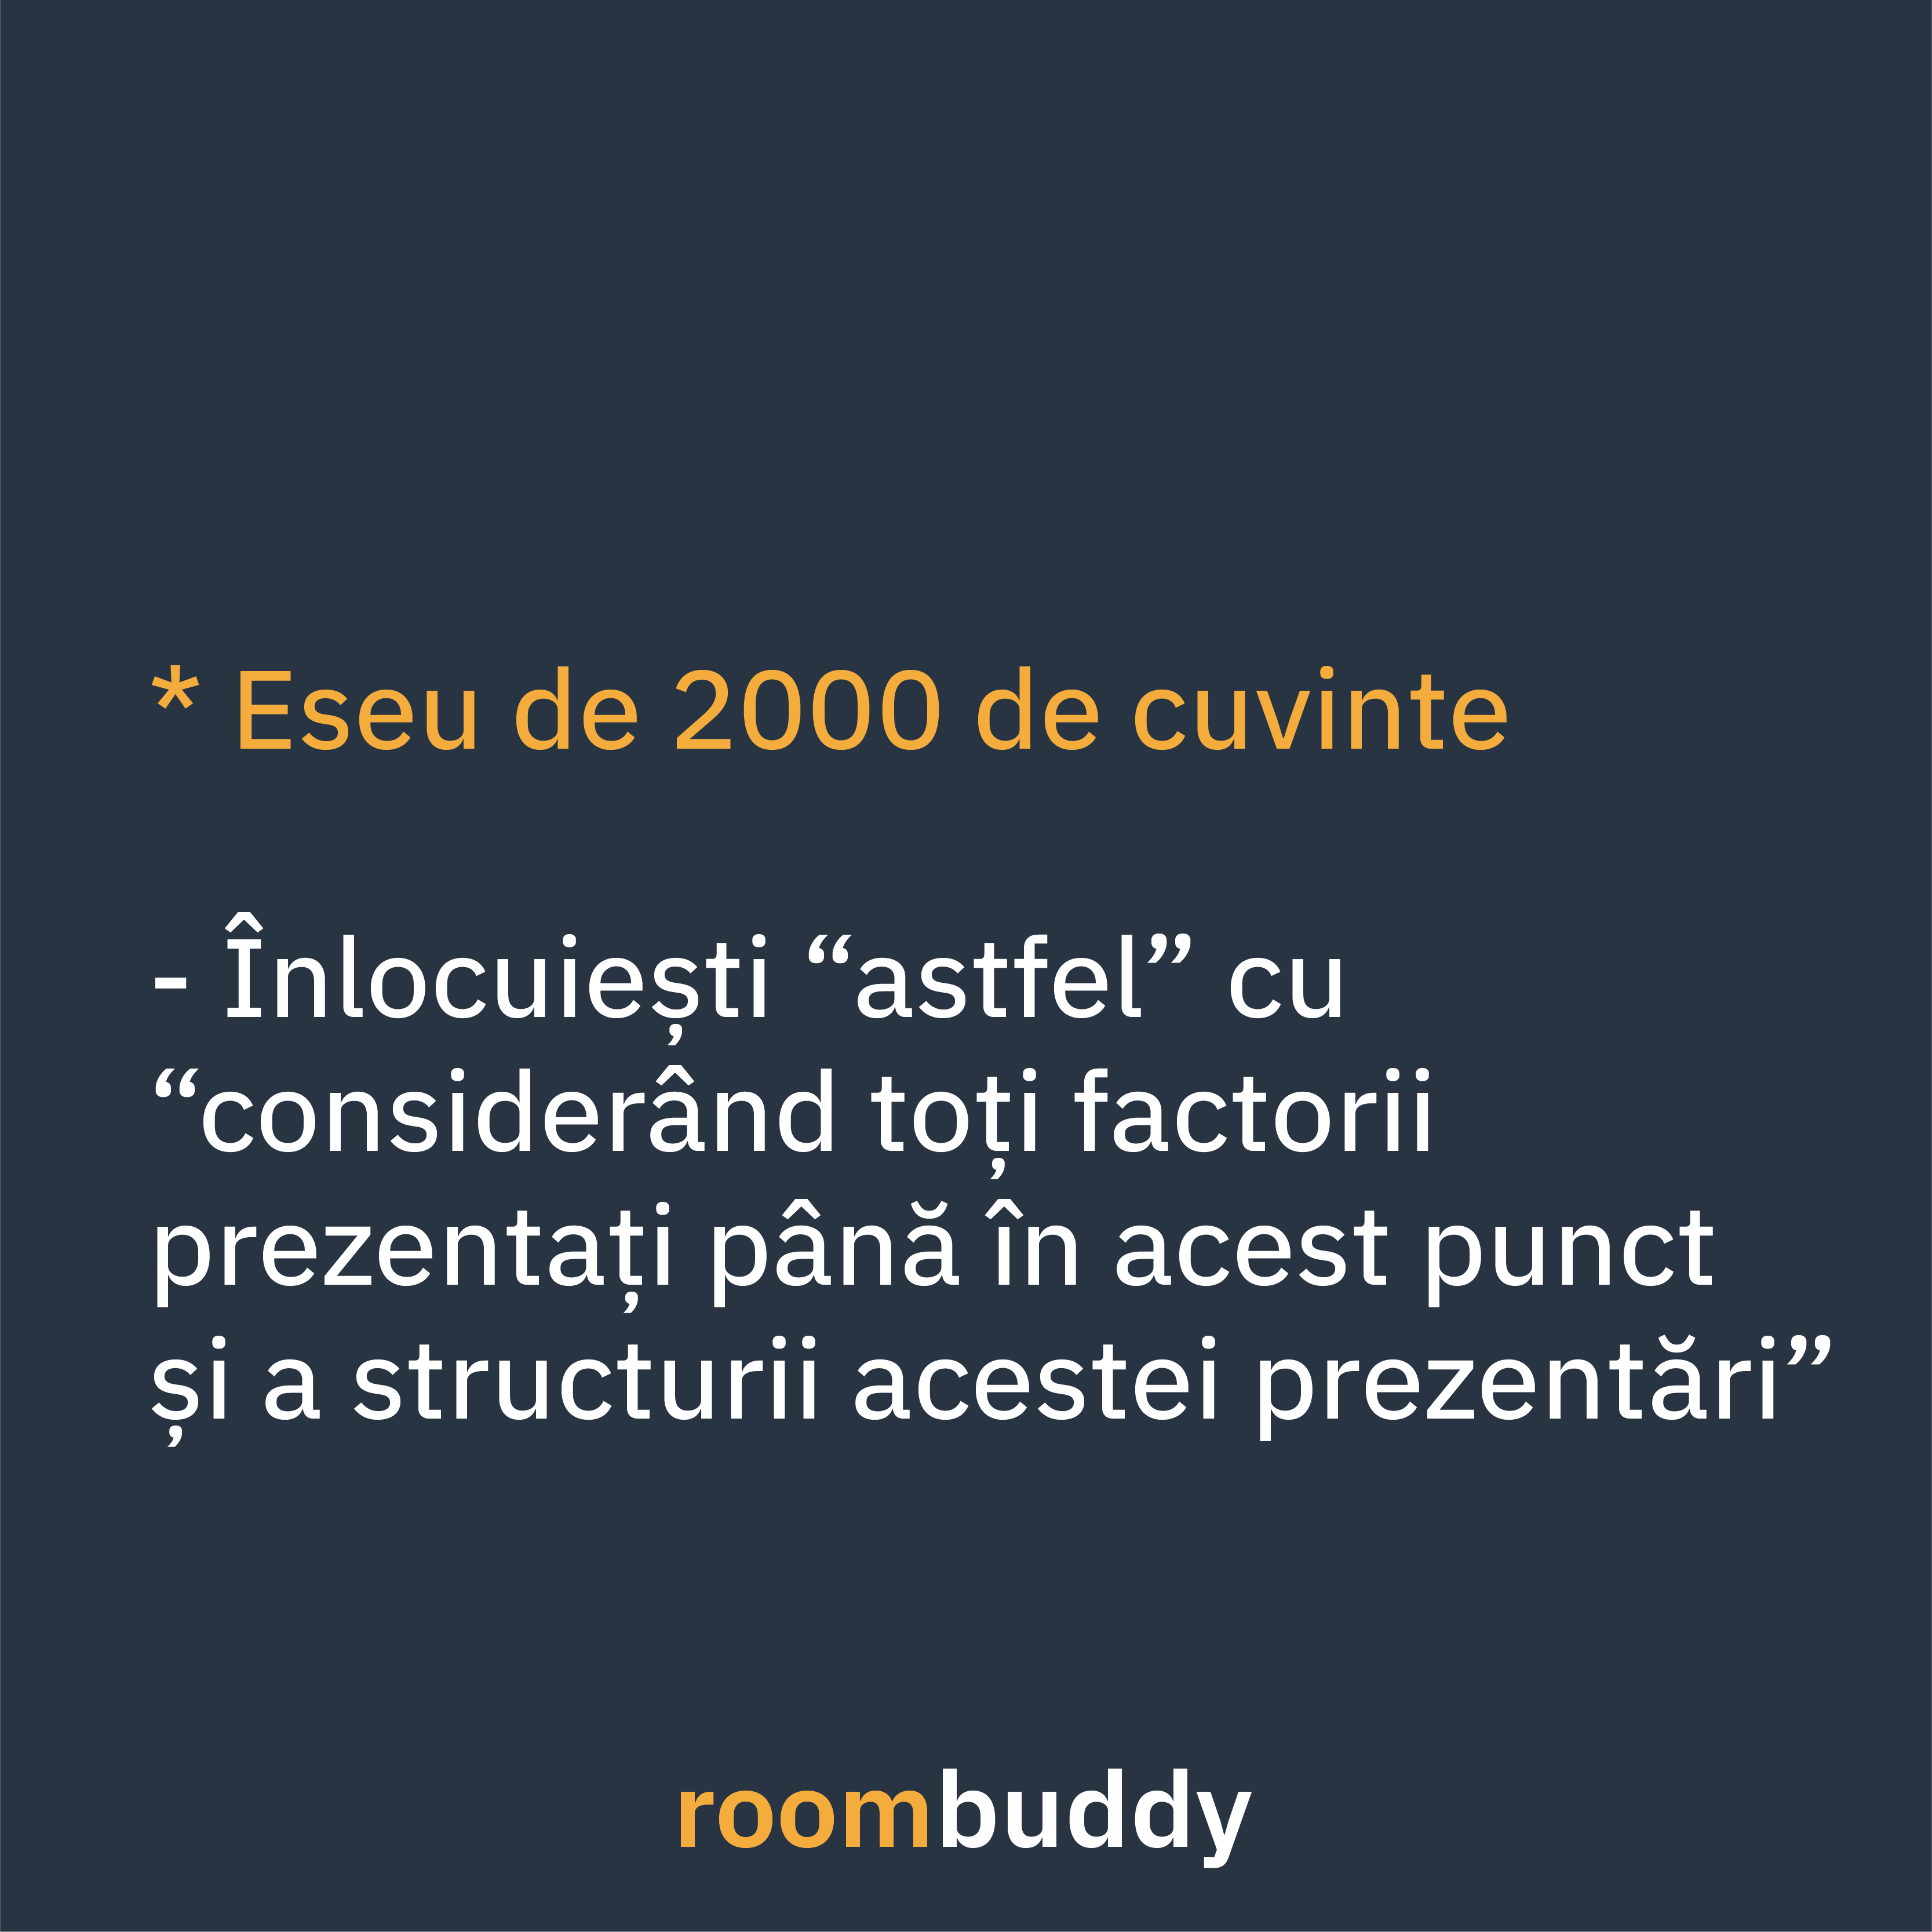 * Eseu de 2000 de cuvinte
- Înlocuiești “astfel” cu
“considerând toți factorii
prezentați până în acest punct
și a structurii acestei prezentări”
roombuddy